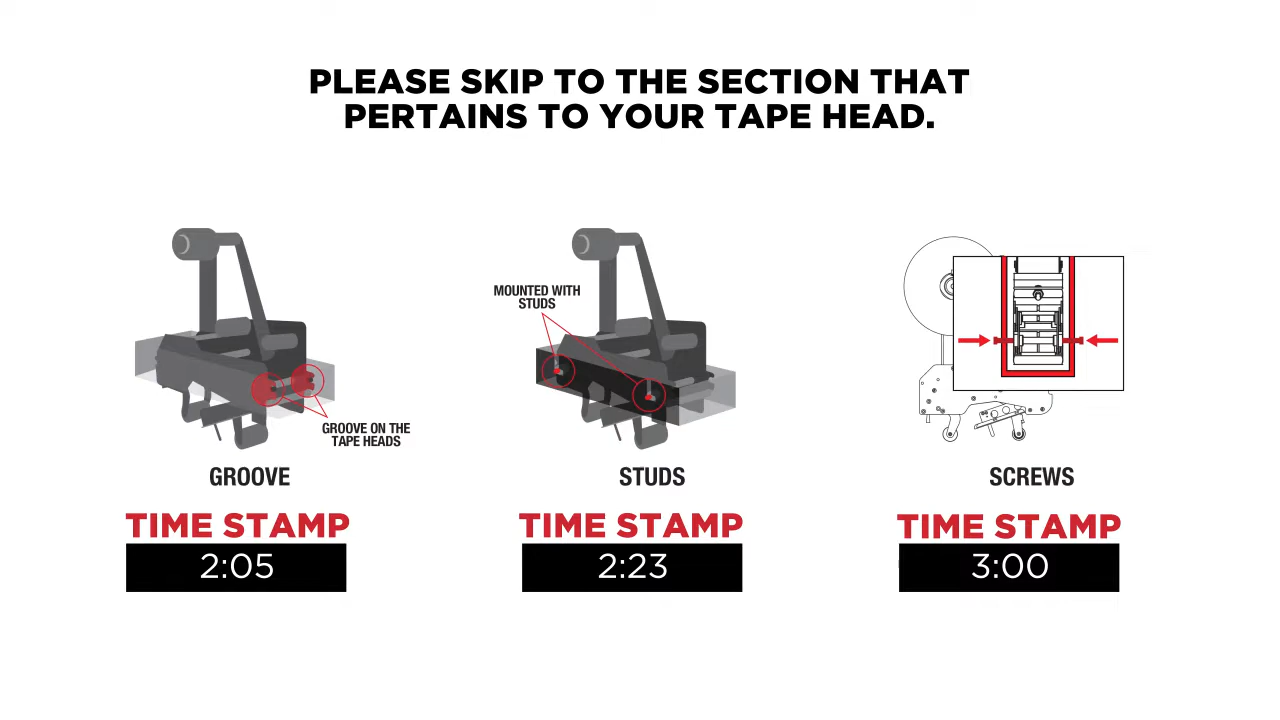 PLEASE SKIP TO THE SECTION THAT
PERTAINS TO YOUR TAPE HEAD.
GROOVE ON THE
TAPE HEADS
GROOVE
TIME STAMP
2:05
MOUNTED WITH
STUDS
STUDS
TIME STAMP
2:23
SCREWS
TIME STAMP
3:00